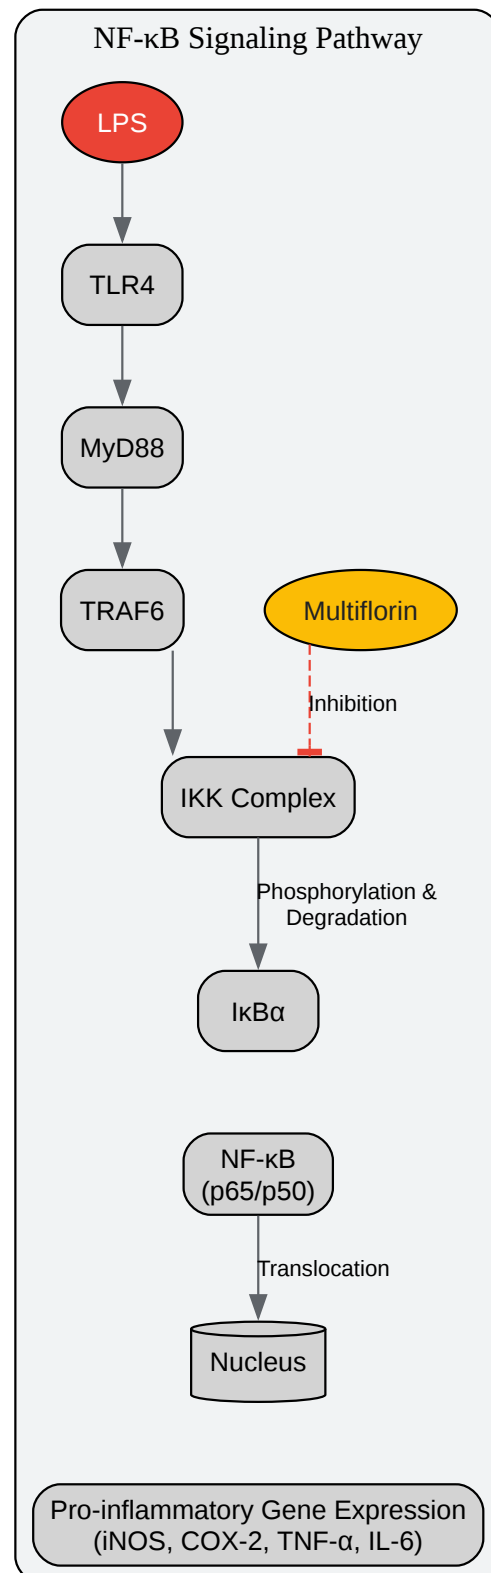 NF-κB Signaling Pathway
LPS
TLR4
MyD88
TRAF6
Multiflorin
Inhibition
IKK Complex
Phosphorylation &
Degradation
IκBα
NF-κB
(p65/p50)
Translocation
Nucleus
Pro-inflammatory Gene Expression
(iNOS, COX-2, TNF-α, IL-6)